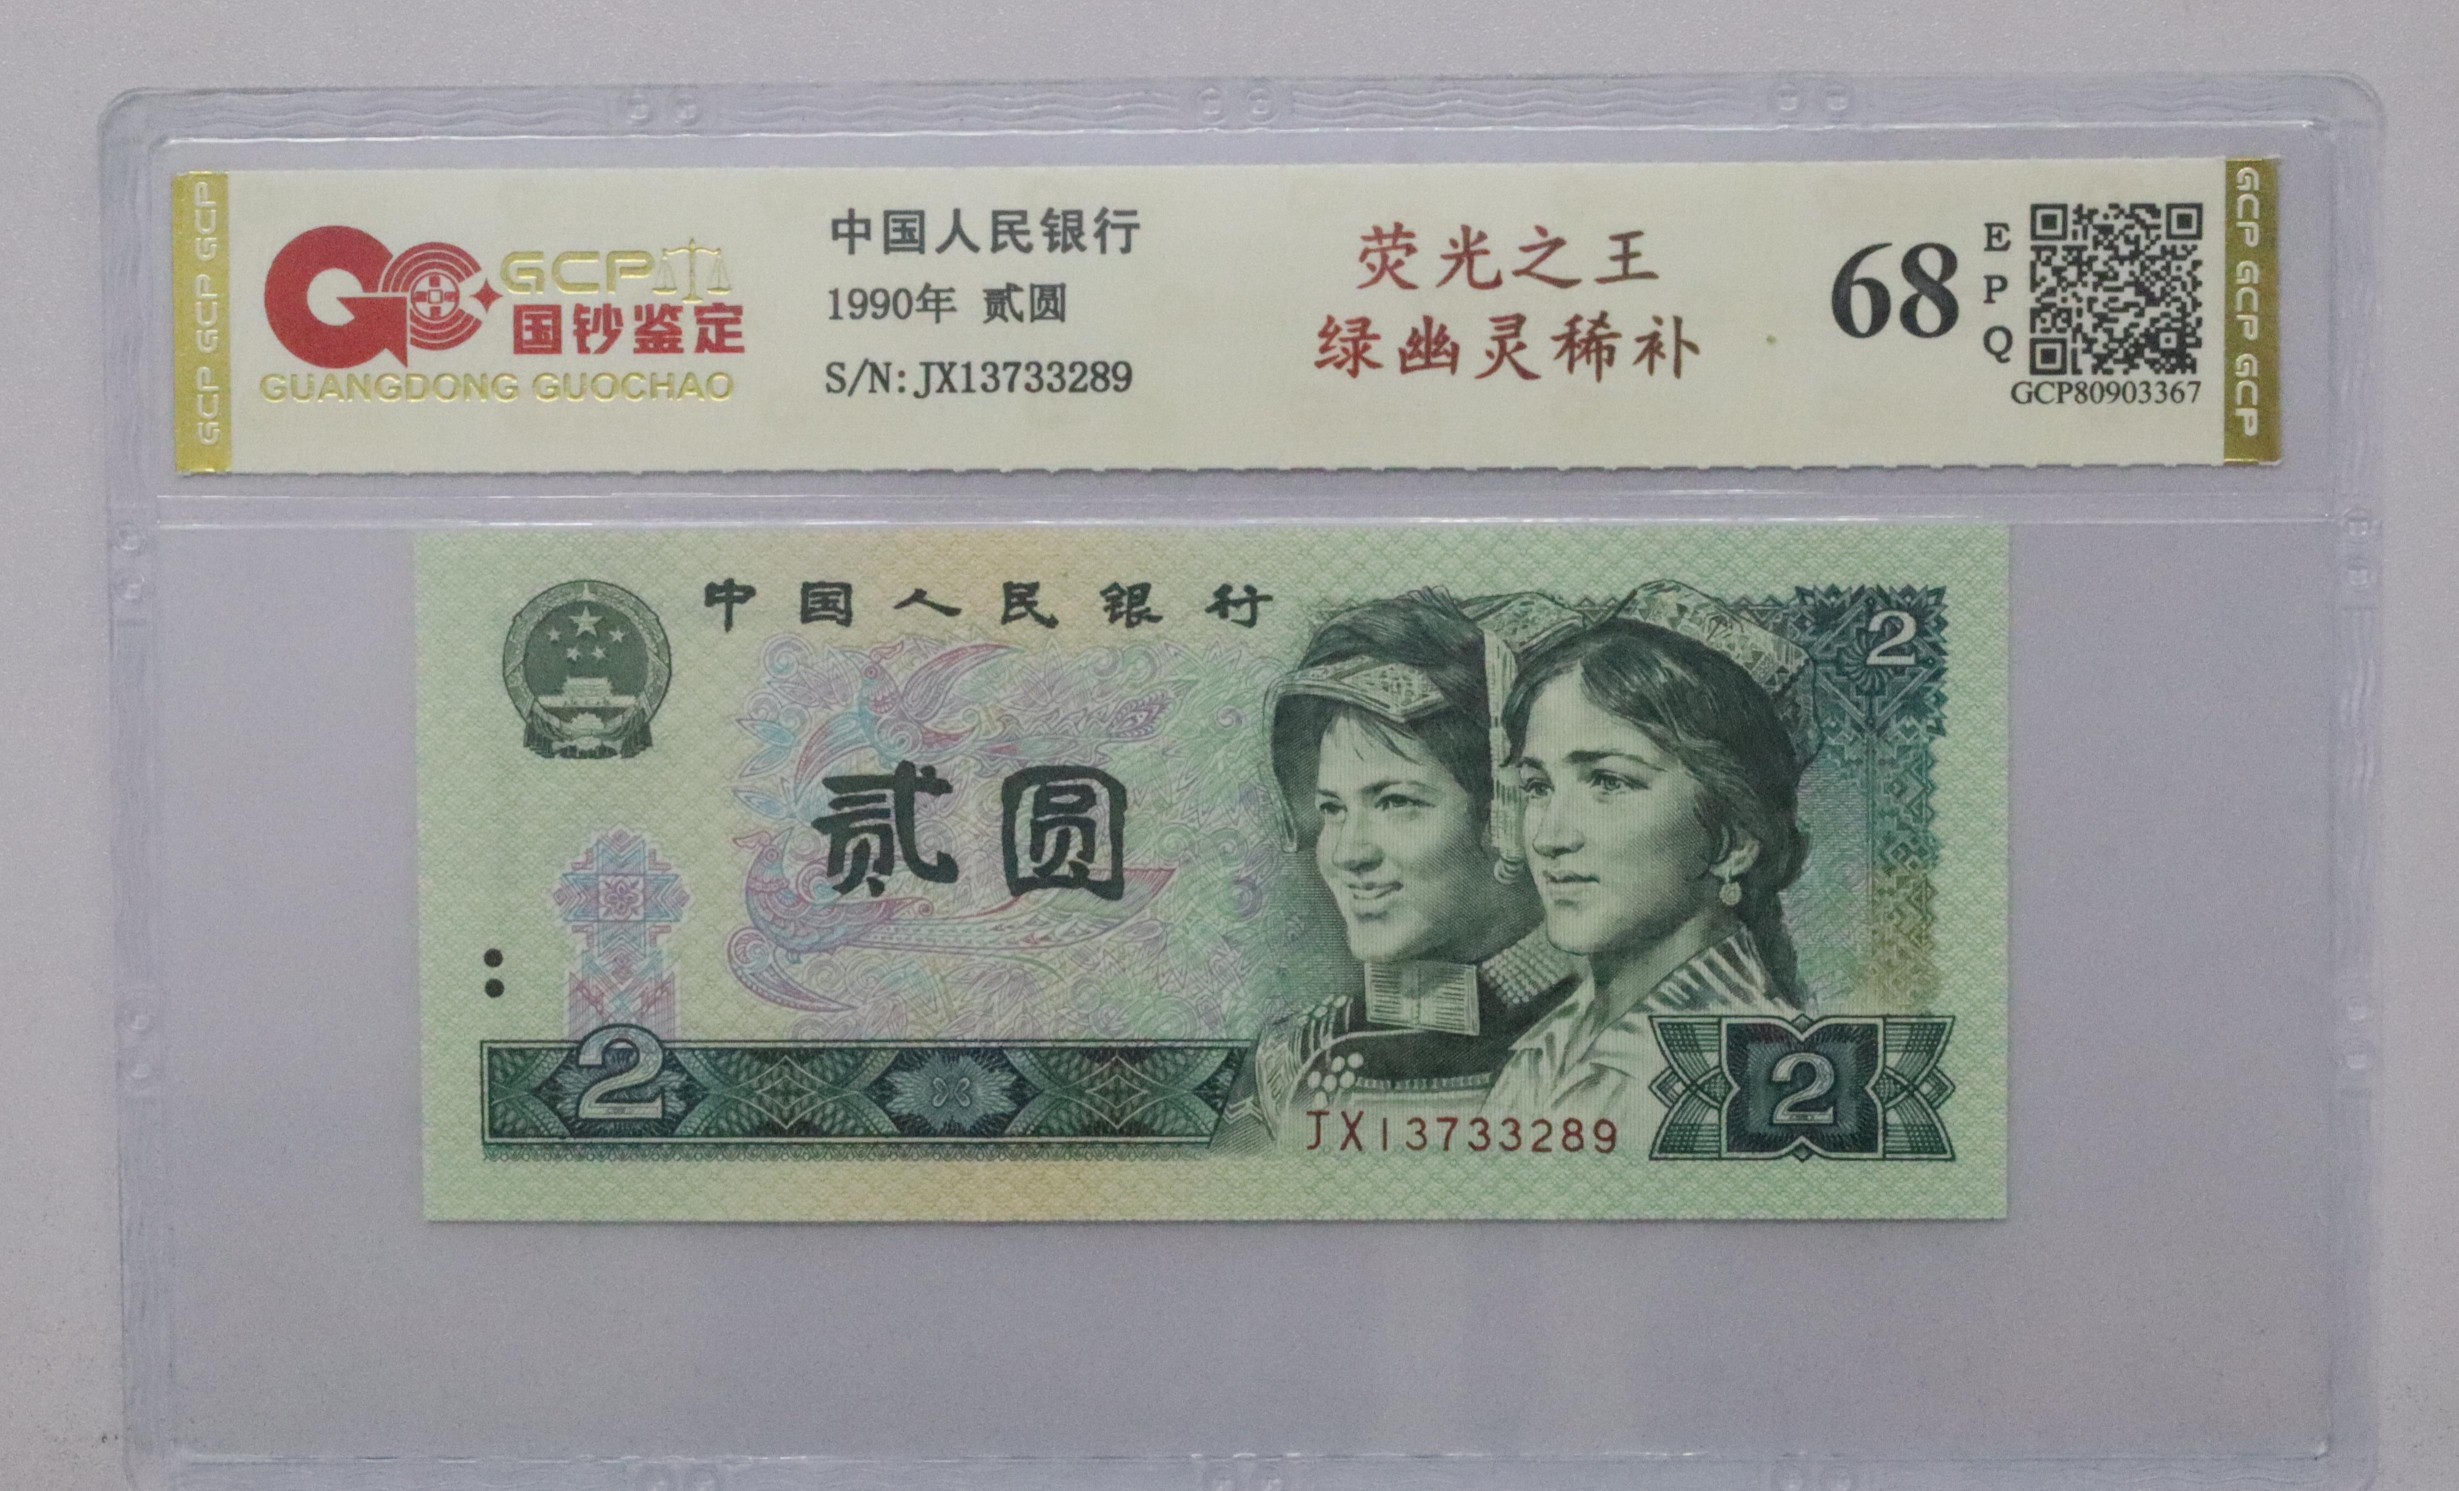 GCP GCP GCP
GCP
国钞鉴定
GUANGDONG GUOCHAO
中国人民银行
1990年 贰圆
S/N: JX13733289
荧光之王
绿幽灵稀补
68
E
P
Q
GCP80903367
GCP GCP GCP
中国人民银行
2
贰圆
2
JX13733289
2